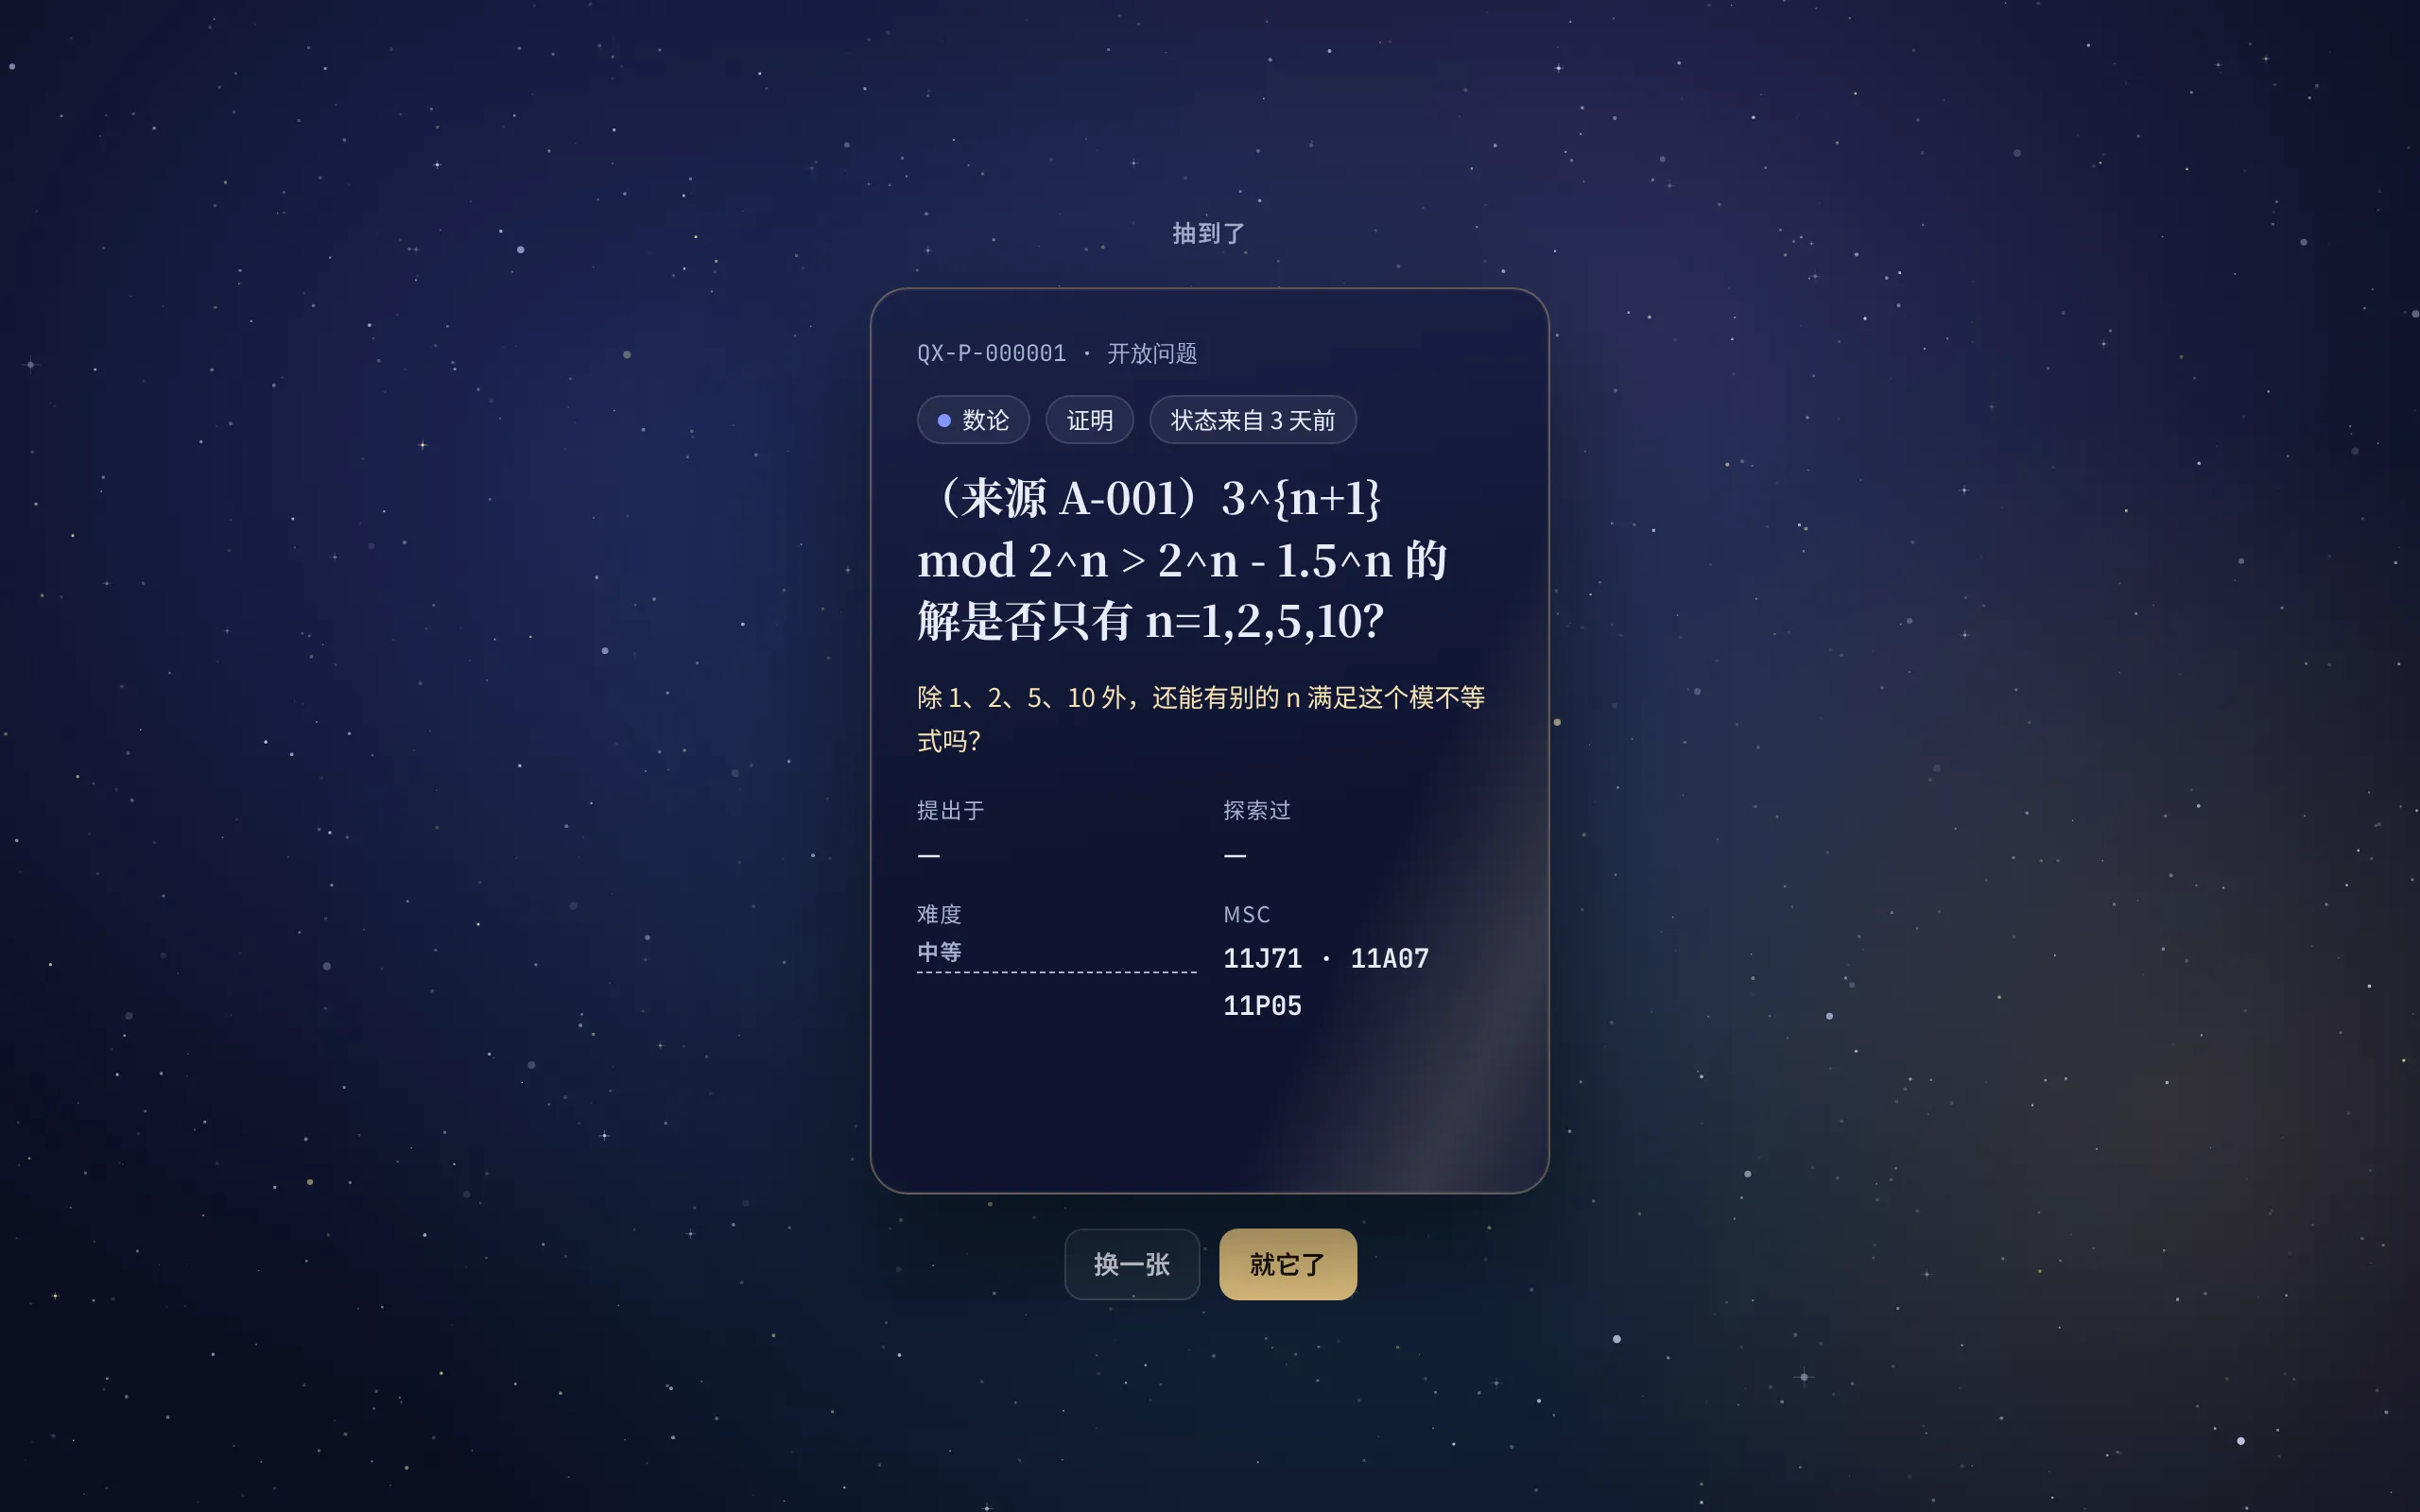 抽到了
QX-P-000001 · 开放问题
数论 证明 状态来自 3 天前
（来源 A-001）3^{n+1}
mod 2^n > 2^n - 1.5^n 的
解是否只有 n=1,2,5,10?
除 1、2、5、10 外，还能有别的 n 满足这个模不等
式吗？
提出于 探索过
— —
难度 MSC
中等 11J71 · 11A07
11P05
换一张 就它了